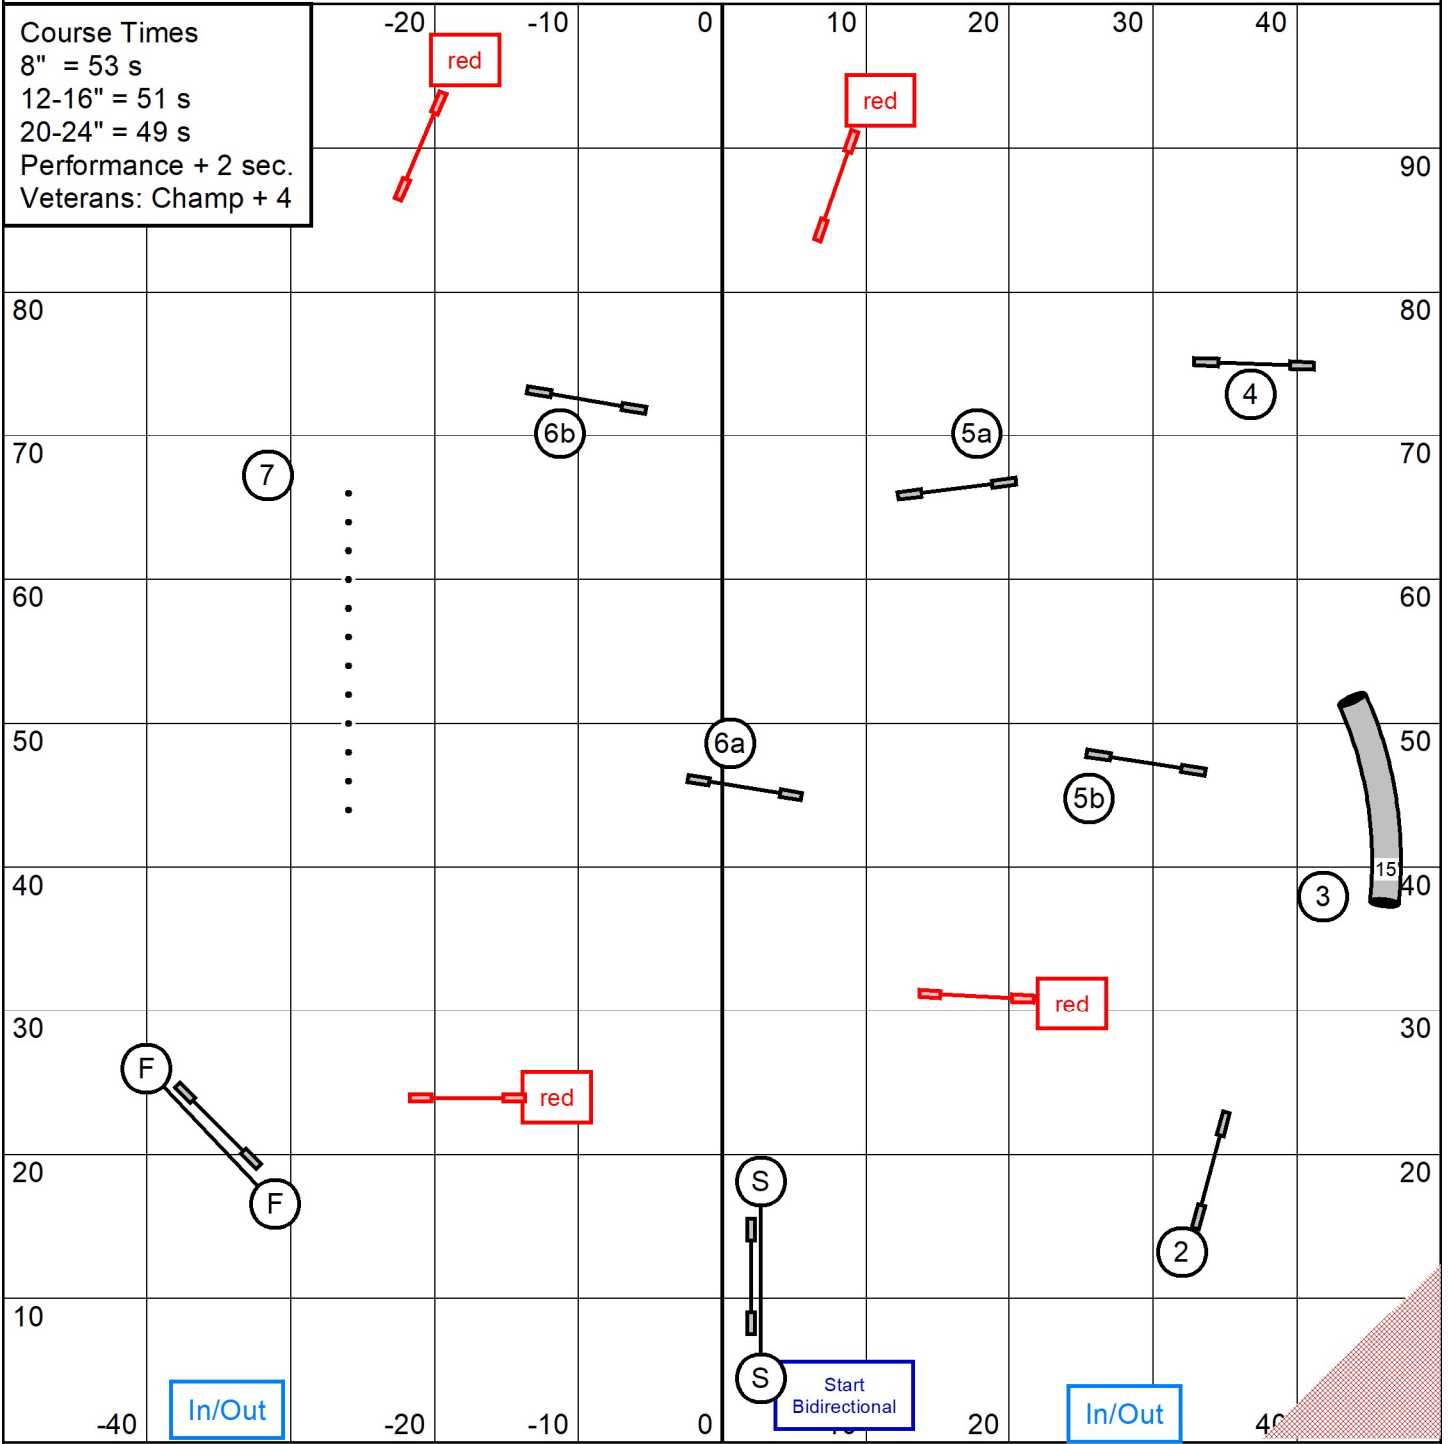 -20 -10 0 10 20 30 40
Course Times
8" = 53 s
12-16" = 51 s
20-24" = 49 s
Performance + 2 sec.
Veterans: Champ + 4
red
red
90
80 80
4
6b 5a
70 70
7
60 60
6a
50 50
5b
15'
40 40
3
red
30 30
F
red
20 20
S
F
2
10
Start
Bidirectional
S
In/Out
In/Out
-40 -20 -10 0 20 40